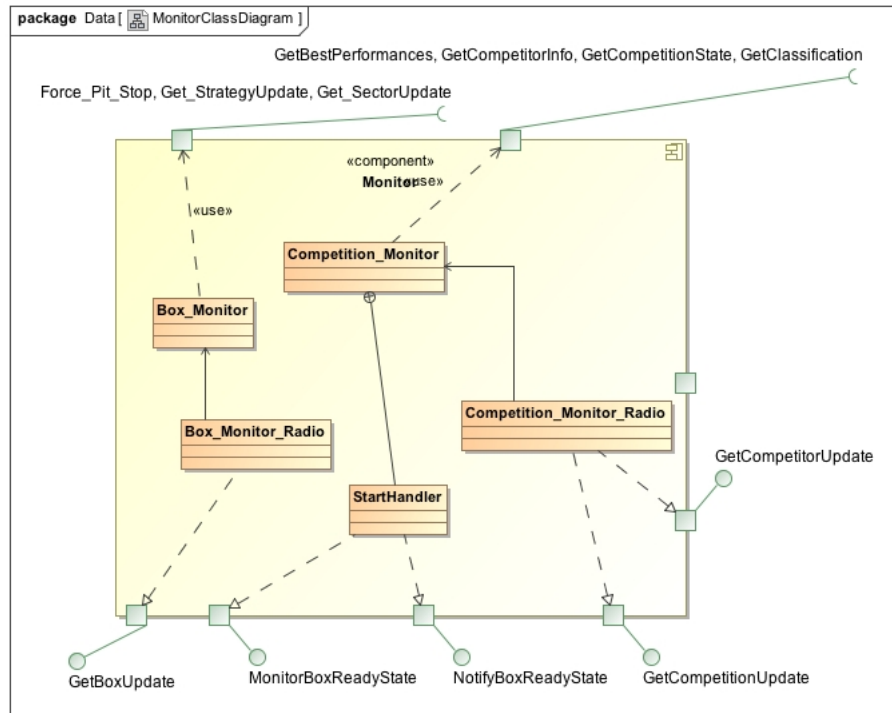 package Data [ MonitorClassDiagram ]
GetBestPerformances, GetCompetitorInfo, GetCompetitionState, GetClassification
Force_Pit_Stop, Get_StrategyUpdate, Get_SectorUpdate
«component»
Monitor «use»
«use»
Competition_Monitor
Box_Monitor
Competition_Monitor_Radio
Box_Monitor_Radio
GetCompetitorUpdate
StartHandler
GetBoxUpdate
MonitorBoxReadyState
NotifyBoxReadyState
GetCompetitionUpdate